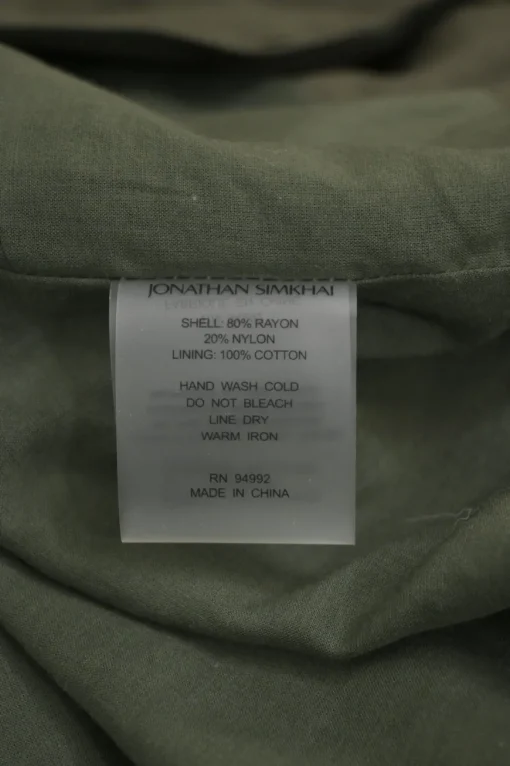 JONATHAN SIMKHAI
SHELL: 80% RAYON
20% NYLON
LINING: 100% COTTON
HAND WASH COLD
DO NOT BLEACH
LINE DRY
WARM IRON
RN 94992
MADE IN CHINA